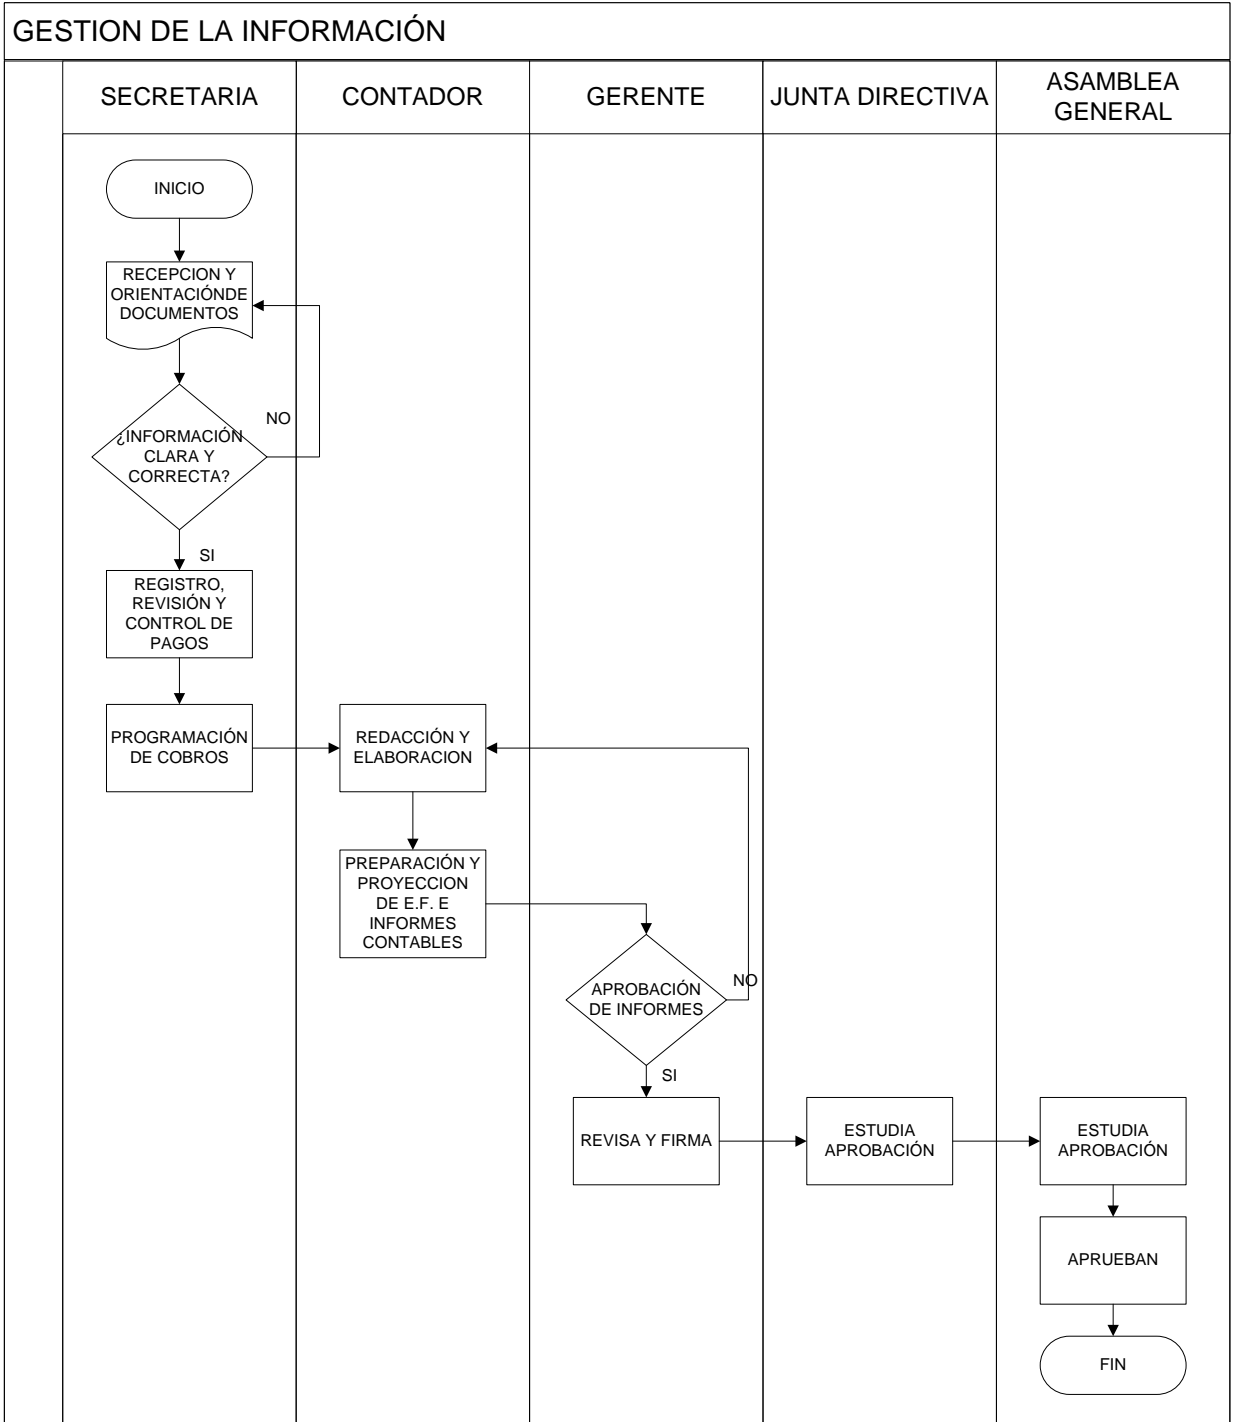 GESTION DE LA INFORMACIÓN
SECRETARIA
CONTADOR
GERENTE
JUNTA DIRECTIVA
ASAMBLEA
GENERAL
INICIO
RECEPCION Y
ORIENTACIÓNDE
DOCUMENTOS
NO
¿INFORMACIÓN
CLARA Y
CORRECTA?
SI
REGISTRO,
REVISIÓN Y
CONTROL DE
PAGOS
PROGRAMACIÓN
DE COBROS
REDACCIÓN Y
ELABORACION
PREPARACIÓN Y
PROYECCION
DE E.F. E
INFORMES
CONTABLES
NO
APROBACIÓN
DE INFORMES
SI
REVISA Y FIRMA
ESTUDIA
APROBACIÓN
ESTUDIA
APROBACIÓN
APRUEBAN
FIN